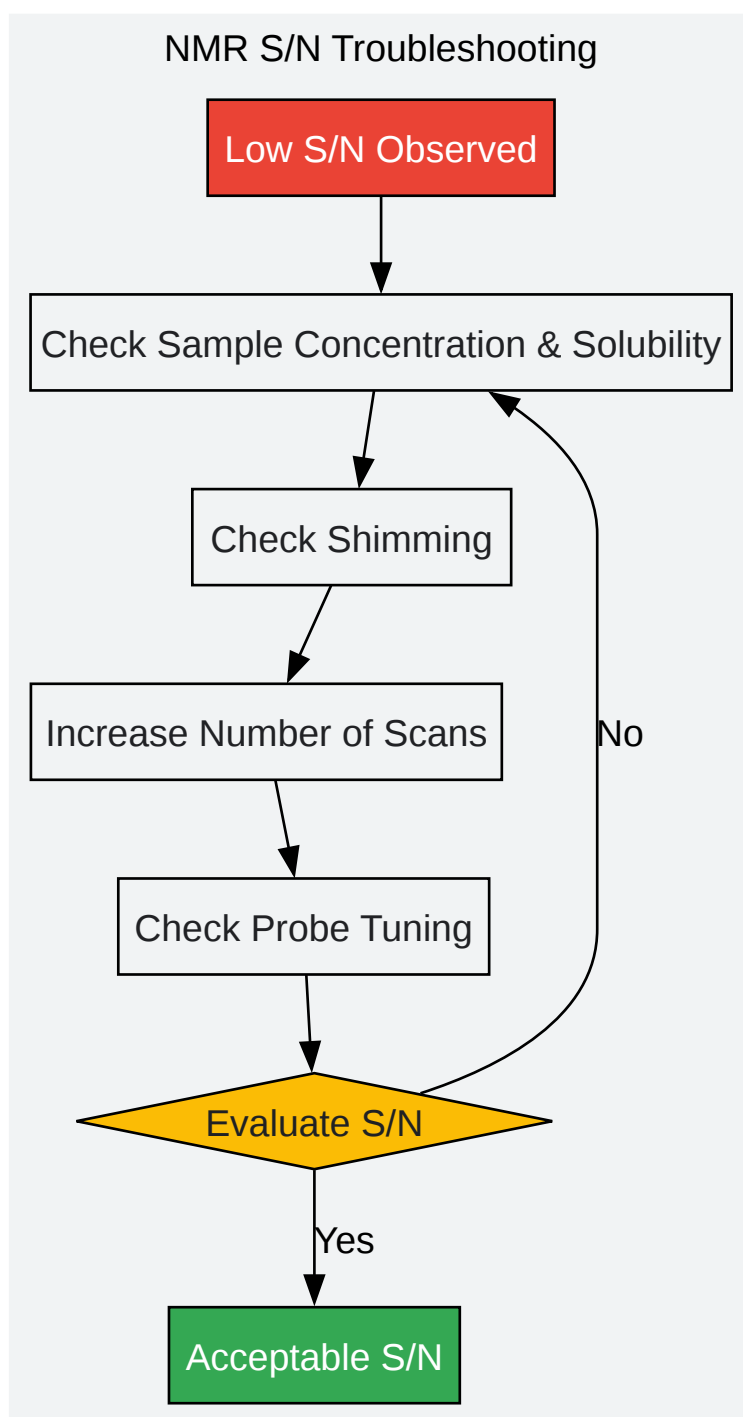 NMR S/N Troubleshooting
Low S/N Observed
Check Sample Concentration & Solubility
Check Shimming
Increase Number of Scans
No
Check Probe Tuning
Evaluate S/N
Yes
Acceptable S/N